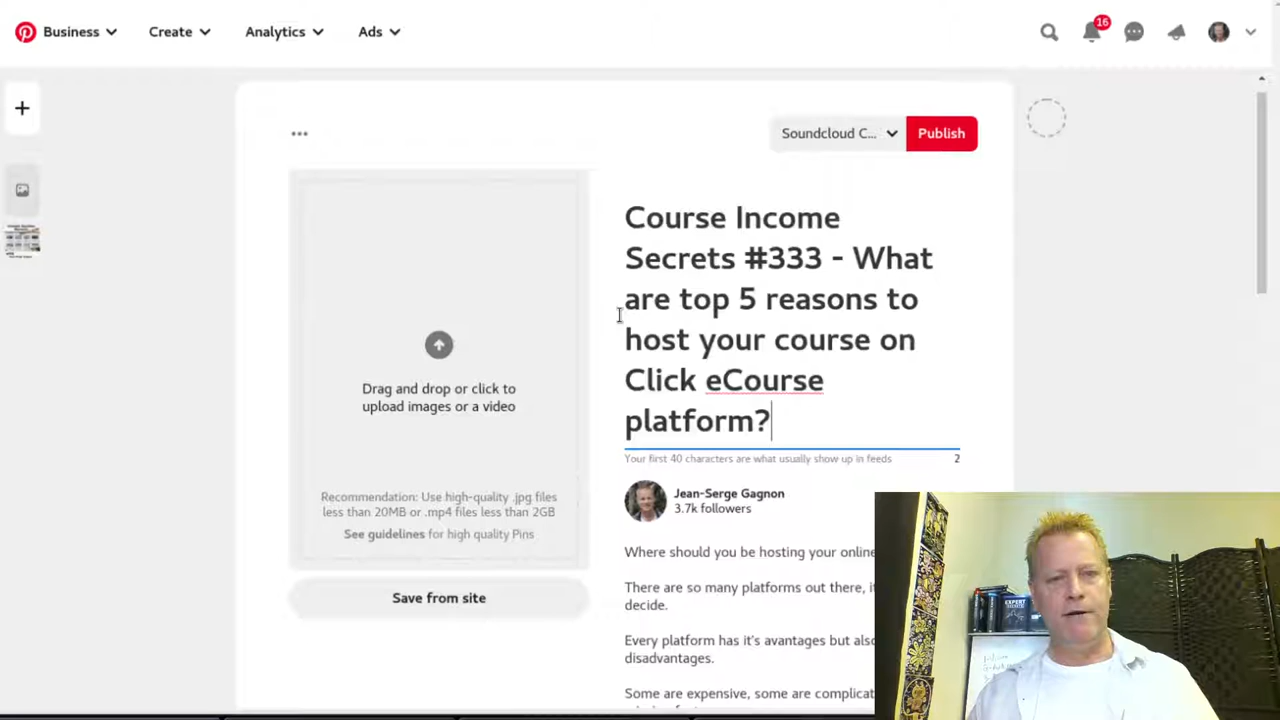 Business Create Analytics Ads 16
Soundcloud C... Publish
Course Income
Secrets #333 - What
are top 5 reasons to
host your course on
Click eCourse
platform?
Drag and drop or click to
upload images or a video
Your first 40 characters are what usually show up in feeds 2
Recommendation: Use high-quality .jpg files
less than 20MB or .mp4 files less than 2GB
See guidelines for high quality Pins
Jean-Serge Gagnon
3.7k followers
Save from site
Where should you be hosting your online
There are so many platforms out there,
decide.
Every platform has it's avantages but also
disadvantages.
Some are expensive, some are complicat
EXPERT
SECRETS